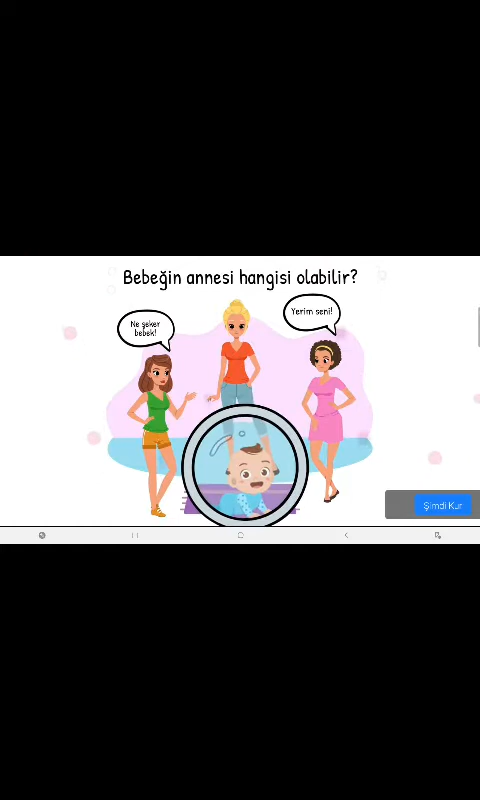 Bebeğin annesi hangisi olabilir?
Ne şeker
bebek!
Yerim seni!
Şimdi Kur